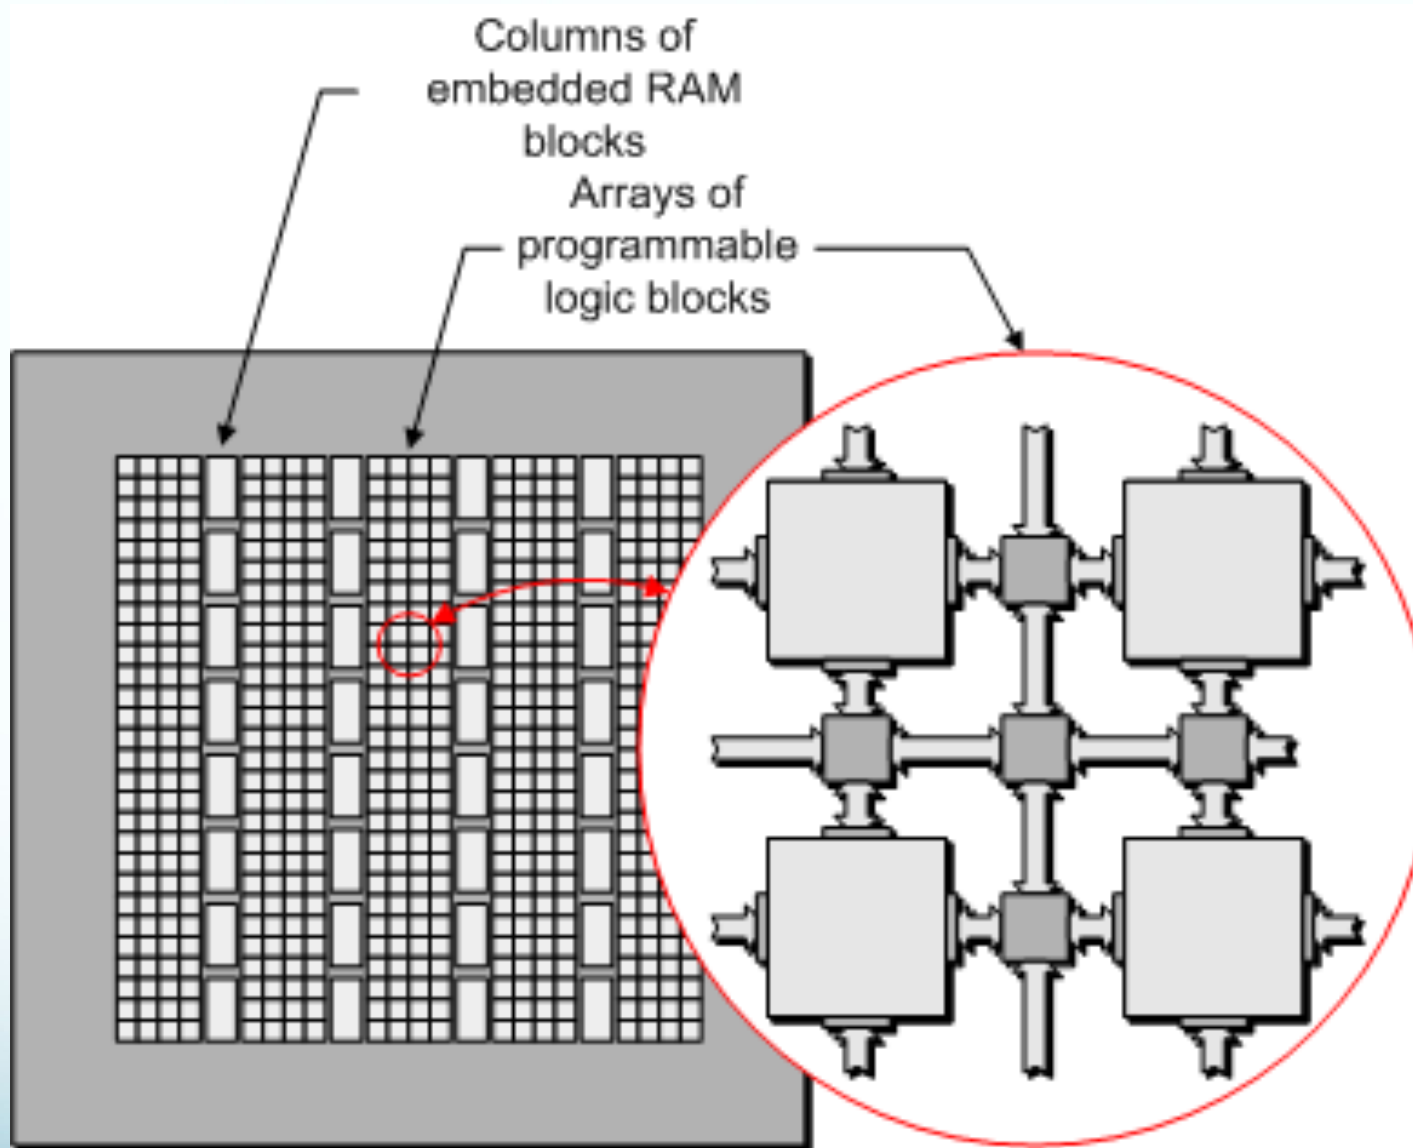 Columns of
embedded RAM
blocks
Arrays of
programmable
logic blocks